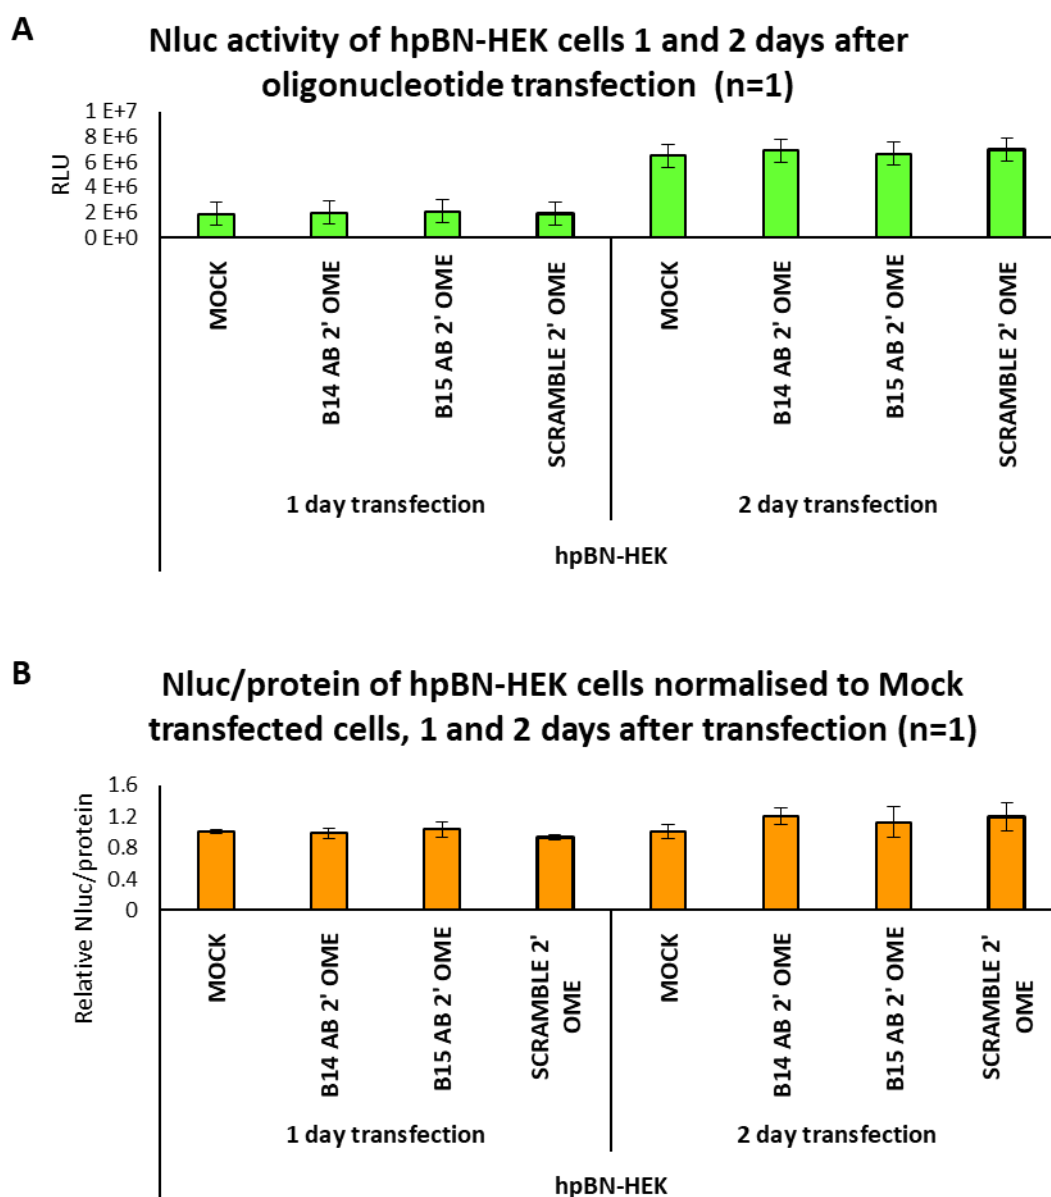 A
Nluc activity of hpBN-HEK cells 1 and 2 days after
oligonucleotide transfection (n=1)
1 E+7
8 E+6
6 E+6
4 E+6
2 E+6
0 E+0
RLU
MOCK
B14 AB 2' OME
B15 AB 2' OME
SCRAMBLE 2' OME
MOCK
B14 AB 2' OME
B15 AB 2' OME
SCRAMBLE 2' OME
1 day transfection
2 day transfection
hpBN-HEK
B
Nluc/protein of hpBN-HEK cells normalised to Mock
transfected cells, 1 and 2 days after transfection (n=1)
1.6
1.2
0.8
0.4
0
Relative Nluc/protein
MOCK
B14 AB 2' OME
B15 AB 2' OME
SCRAMBLE 2'
OME
MOCK
B14 AB 2' OME
B15 AB 2' OME
SCRAMBLE 2'
OME
1 day transfection
2 day transfection
hpBN-HEK